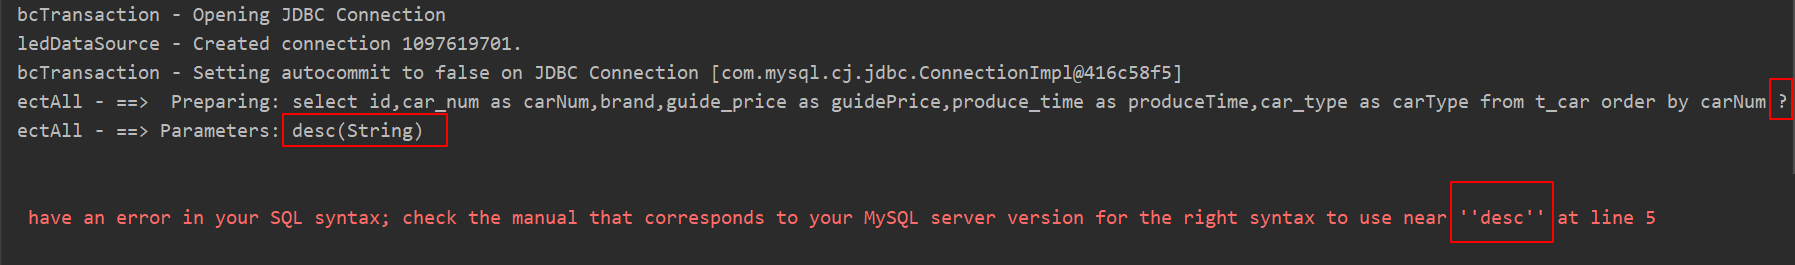 bcTransaction - Opening JDBC Connection
ledDataSource - Created connection 1097619701.
bcTransaction - Setting autocommit to false on JDBC Connection [com.mysql.cj.jdbc.ConnectionImpl@416c58f5]
ectAll - ==>  Preparing: select id,car_num as carNum,brand,guide_price as guidePrice,produce_time as produceTime,car_type as carType from t_car order by carNum ?
ectAll - ==> Parameters: desc(String)
have an error in your SQL syntax; check the manual that corresponds to your MySQL server version for the right syntax to use near ''desc'' at line 5